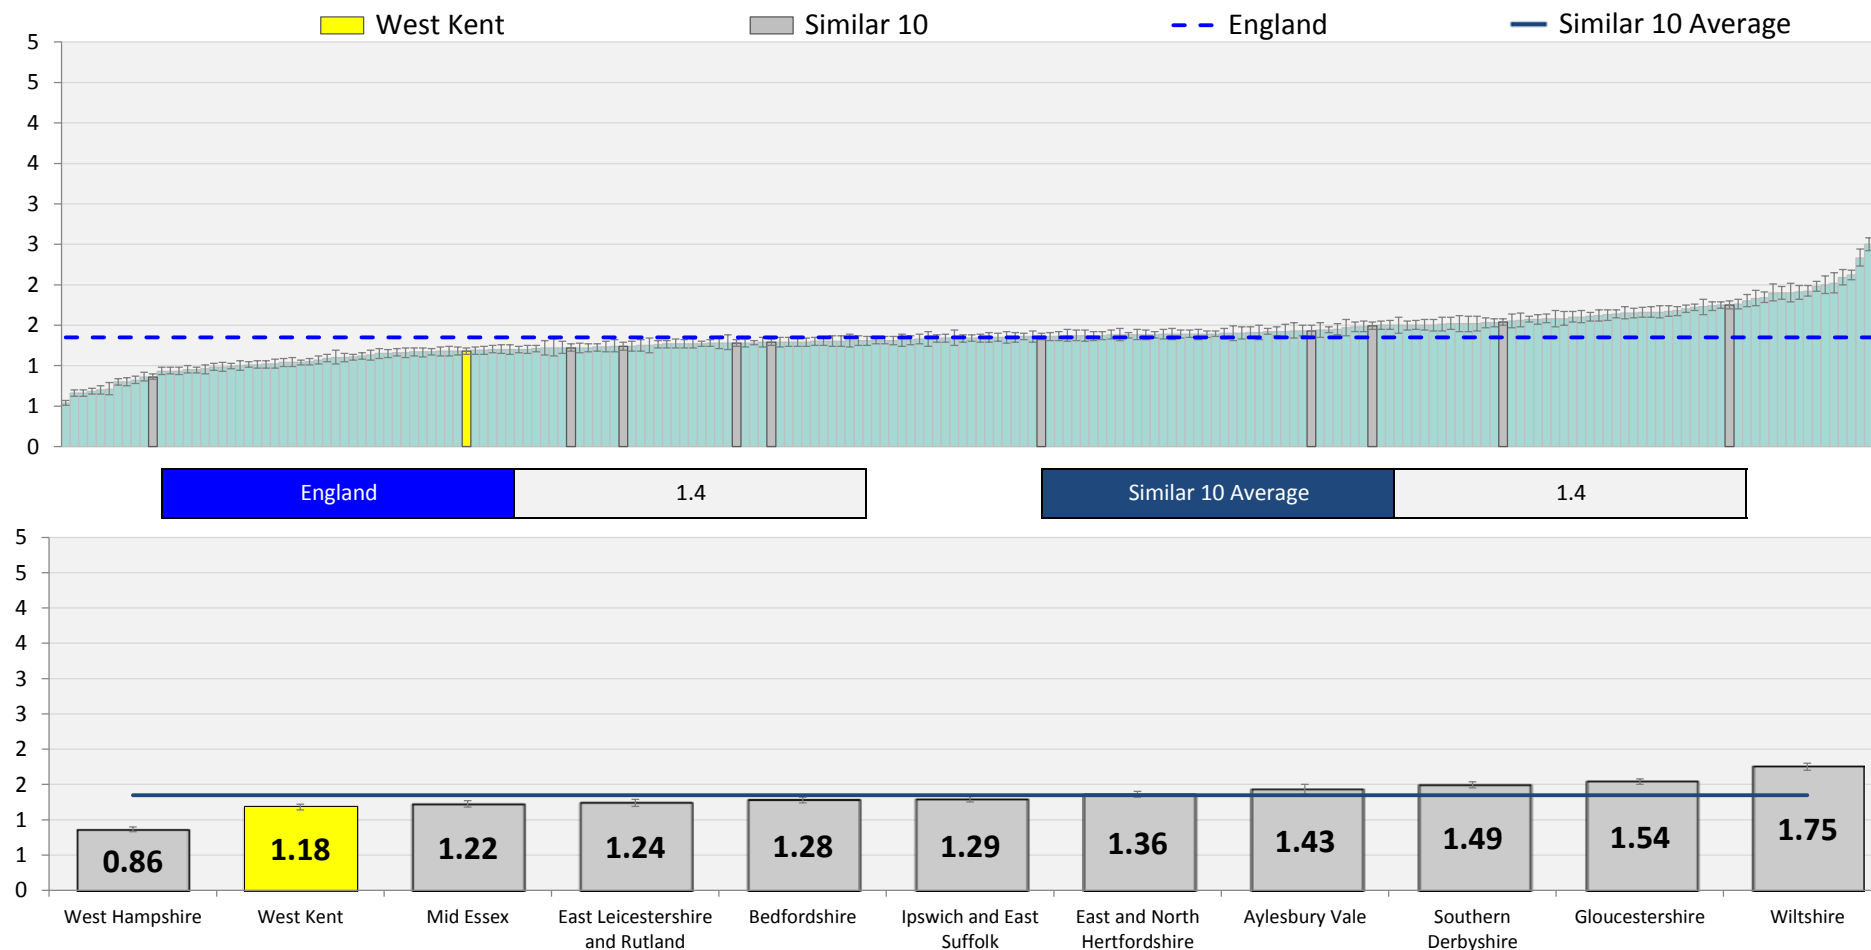 West Kent
Similar 10
England
Similar 10 Average
5
5
4
4
3
3
2
2
1
1
0
England
1.4
Similar 10 Average
1.4
5
5
4
4
3
3
2
2
1
1
0
0.86
1.18
1.22
1.24
1.28
1.29
1.36
1.43
1.49
1.54
1.75
West Hampshire
West Kent
Mid Essex
East Leicestershire
and Rutland
Bedfordshire
Ipswich and East
Suffolk
East and North
Hertfordshire
Aylesbury Vale
Southern
Derbyshire
Gloucestershire
Wiltshire